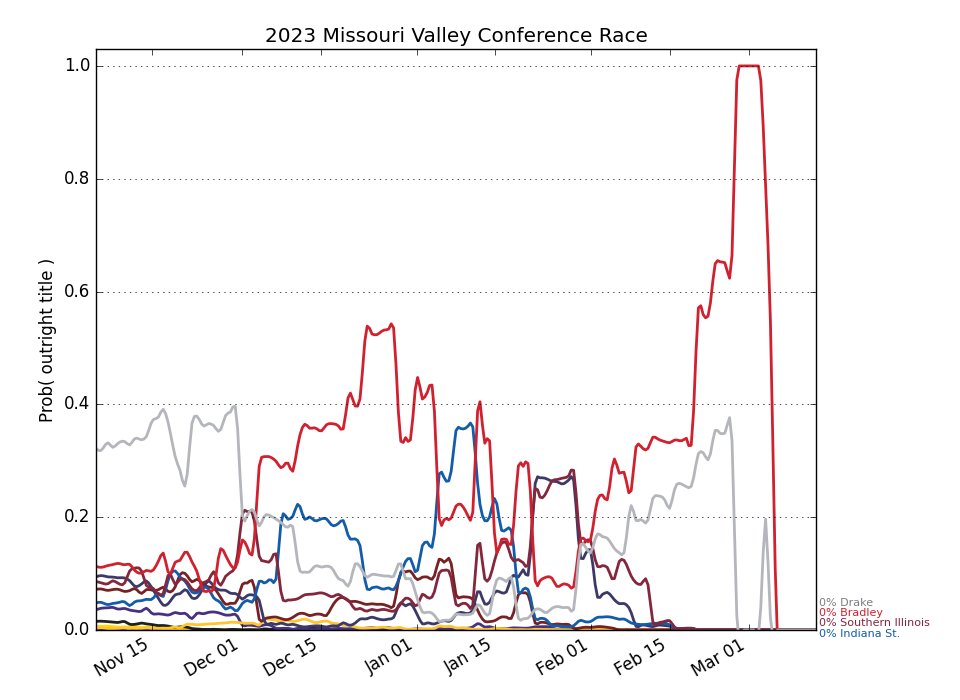 2023 Missouri Valley Conference Race
Prob( outright title )
1.0
0.8
0.6
0.4
0.2
0.0
Nov 15
Dec 01
Dec 15
Jan 01
Jan 15
Feb 01
Feb 15
Mar 01
0% Drake
0% Bradley
0% Southern Illinois
0% Indiana St.